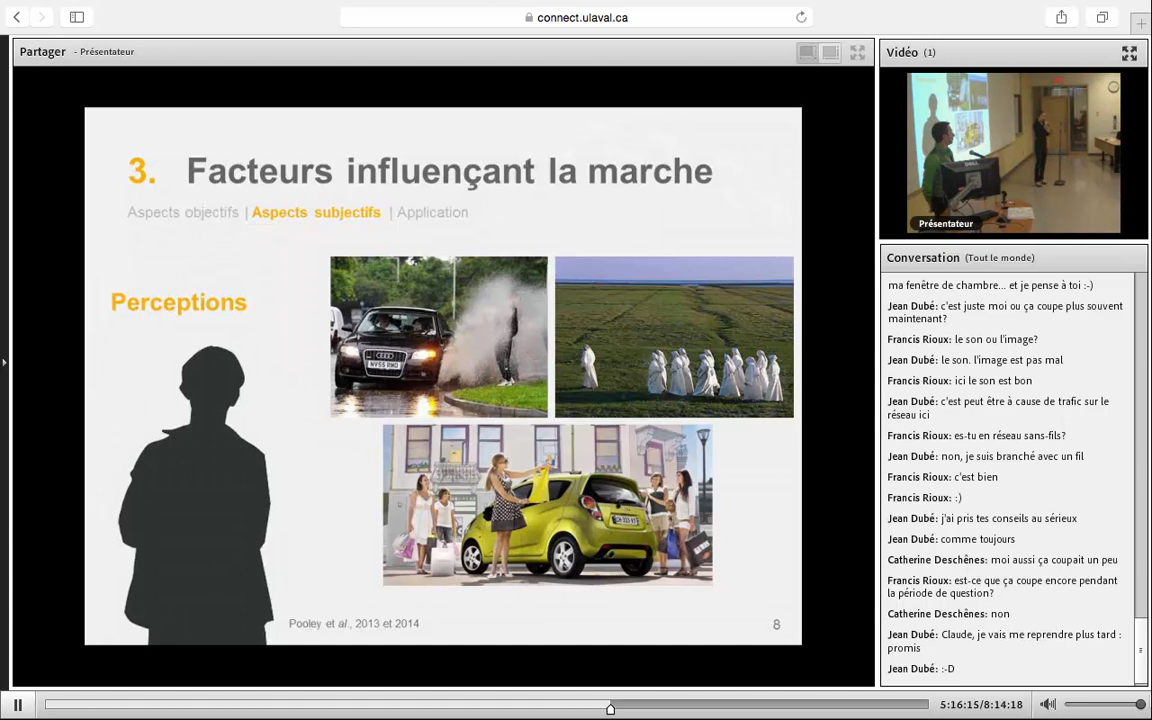 connect.ulaval.ca
Partager - Présentateur
3. Facteurs influençant la marche
Aspects objectifs | Aspects subjectifs | Application
Perceptions
Pooley et al., 2013 et 2014
8
Vidéo (1)
Présentateur
Conversation (Tout le monde)
ma fenêtre de chambre... et je pense à toi :-)
Jean Dubé: c'est juste moi ou ça coupe plus souvent
maintenant?
Francis Rioux: le son ou l'image?
Jean Dubé: le son. l'image est pas mal
Francis Rioux: ici le son est bon
Jean Dubé: c'est peut être à cause de trafic sur le
réseau ici
Francis Rioux: es-tu en réseau sans-fils?
Jean Dubé: non, je suis branché avec un fil
Francis Rioux: c'est bien
Francis Rioux: :)
Jean Dubé: j'ai pris tes conseils au sérieux
Jean Dubé: comme toujours
Catherine Deschênes: moi aussi ça coupait un peu
Francis Rioux: est-ce que ça coupe encore pendant
la période de question?
Catherine Deschênes: non
Jean Dubé: Claude, je vais me reprendre plus tard :
promis
Jean Dubé: :-D
5:16:15/8:14:18